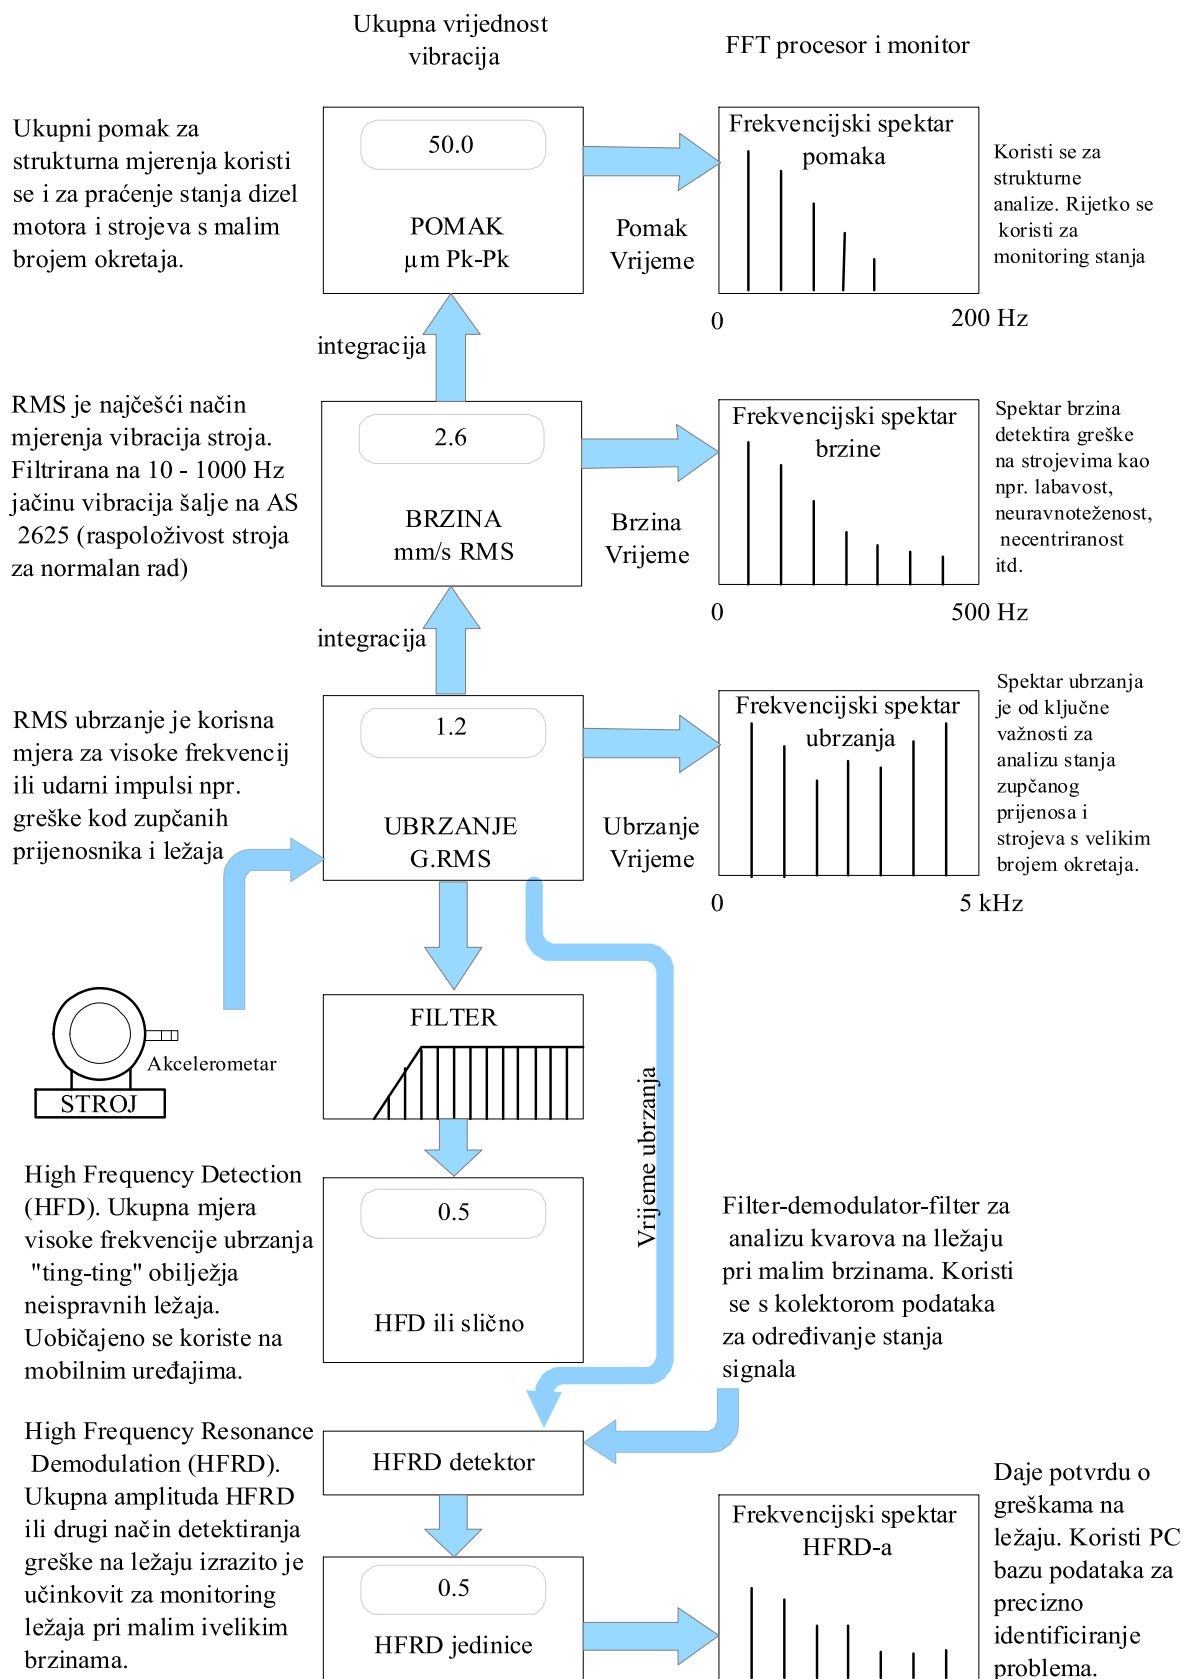 Ukupna vrijednost
vibracija
FFT procesor i monitor
Ukupni pomak za
strukturna mjerenja koristi
se i za praćenje stanja dizel
motora i strojeva s malim
brojem okretaja.
50.0
POMAK
µm Pk-Pk
Pomak
Vrijeme
Frekvencijski spektar
pomaka
0
200 Hz
Koristi se za
strukturne
analize. Rijetko se
koristi za
monitoring stanja
integracija
RMS je najčešći način
mjerenja vibracija stroja.
Filtrirana na 10 - 1000 Hz
jačinu vibracija šalje na AS
2625 (raspoloživost stroja
za normalan rad)
2.6
BRZINA
mm/s RMS
Brzina
Vrijeme
Frekvencijski spektar
brzine
0
500 Hz
Spektar brzina
detektira greške
na strojevima kao
npr. labavost,
neuravnoteženost,
necentriranost
itd.
integracija
RMS ubrzanje je korisna
mjera za visoke frekvencij
ili udarni impulsi npr.
greške kod zupčanih
prijenosnika i ležaja
1.2
UBRZANJE
G.RMS
Ubrzanje
Vrijeme
Frekvencijski spektar
ubrzanja
0
5 kHz
Spektar ubrzanja
je od ključne
važnosti za
analizu stanja
zupčanog
prijenosa i
strojeva s velikim
brojem okretaja.
Akcelerometar
STROJ
FILTER
Vrijeme ubrzanja
High Frequency Detection
(HFD). Ukupna mjera
visoke frekvencije ubrzanja
"ting-ting" obilježja
neispravnih ležaja.
Uobičajeno se koriste na
mobilnim uređajima.
0.5
HFD ili slično
Filter-demodulator-filter za
analizu kvarova na lležaju
pri malim brzinama. Koristi
se s kolektorom podataka
za određivanje stanja
signala
High Frequency Resonance
Demodulation (HFRD).
Ukupna amplituda HFRD
ili drugi način detektiranja
greške na ležaju izrazito je
učinkovit za monitoring
ležaja pri malim ivelikim
brzinama.
HFRD detektor
0.5
HFRD jedinice
Frekvencijski spektar
HFRD-a
Daje potvrdu o
greškama na
ležaju. Koristi PC
bazu podataka za
precizno
identificiranje
problema.